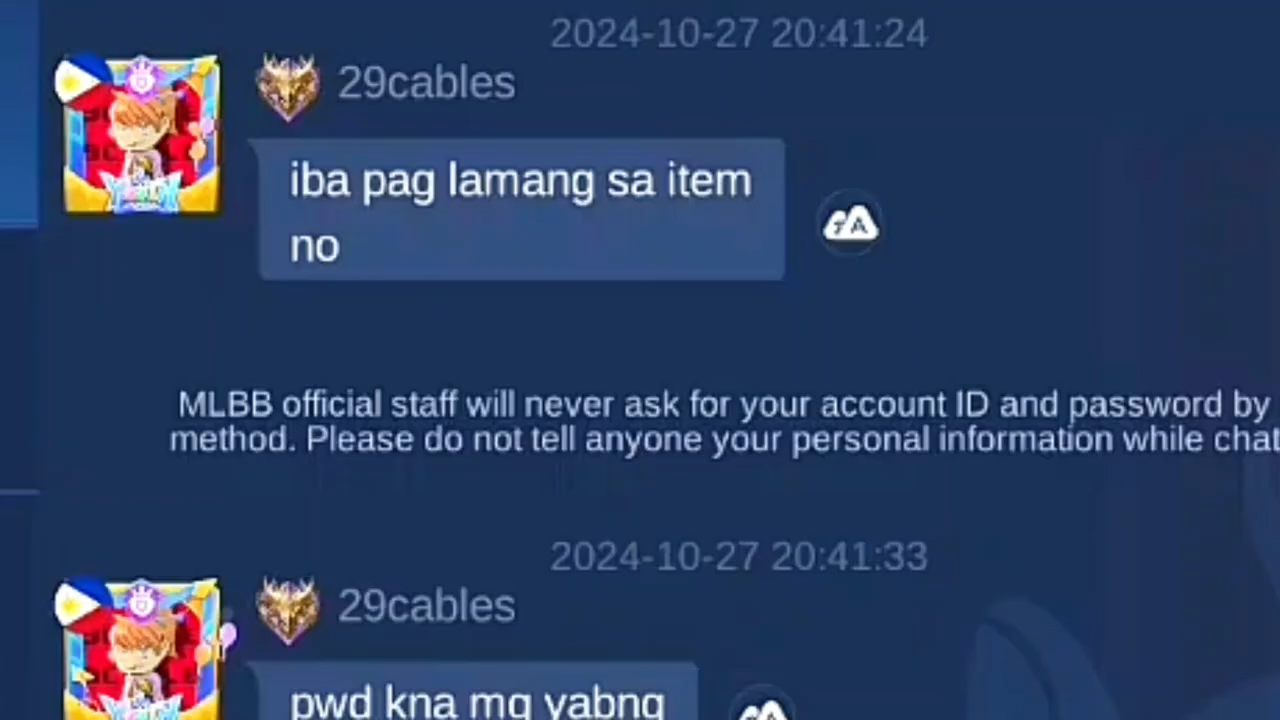 2024-10-27 20:41:24
29cables
iba pag lamang sa item
no
MLBB official staff will never ask for your account ID and password by
method. Please do not tell anyone your personal information while chat
2024-10-27 20:41:33
29cables
pwd kna mg yabng